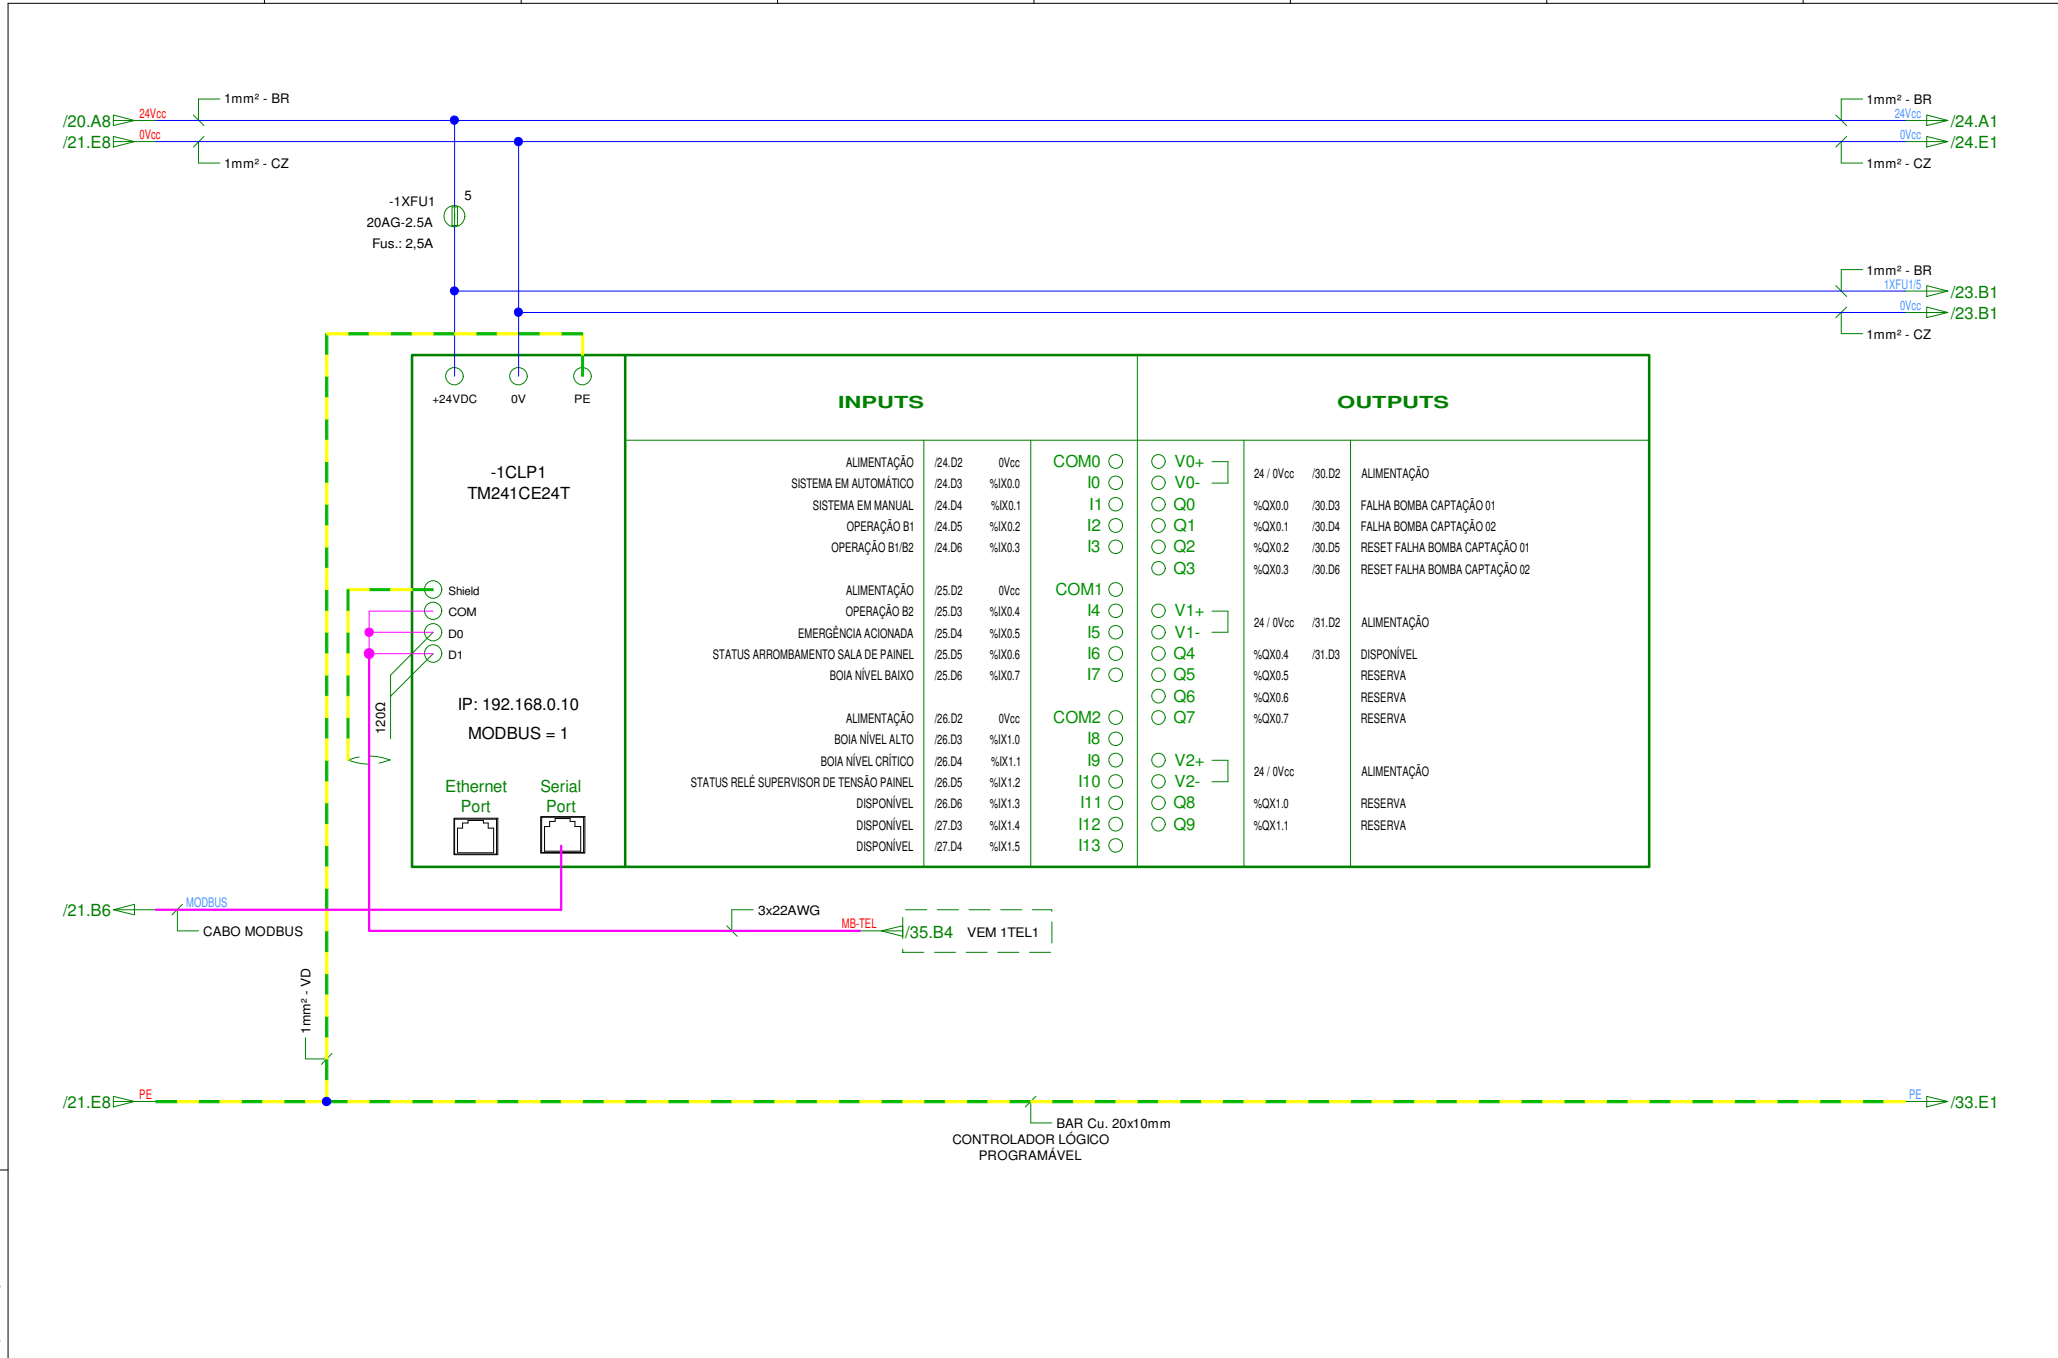 1mm² - BR
1mm² - BR
/20.A8 24Vcc
24Vcc /24.A1
/21.E8 0Vcc
0Vcc /24.E1
1mm² - CZ
1mm² - CZ
-1XFU1 5
20AG-2.5A
Fus.: 2,5A
1mm² - BR
1XFU1/5 /23.B1
0Vcc /23.B1
1mm² - CZ
+24VDC 0V PE
-1CLP1
TM241CE24T
Shield
COM
D0
D1
120Ω
IP: 192.168.0.10
MODBUS = 1
Ethernet Port
Serial Port
INPUTS
ALIMENTAÇÃO /24.D2 0Vcc COM0
SISTEMA EM AUTOMÁTICO /24.D3 %IX0.0 I0
SISTEMA EM MANUAL /24.D4 %IX0.1 I1
OPERAÇÃO B1 /24.D5 %IX0.2 I2
OPERAÇÃO B1/B2 /24.D6 %IX0.3 I3
ALIMENTAÇÃO /25.D2 0Vcc COM1
OPERAÇÃO B2 /25.D3 %IX0.4 I4
EMERGÊNCIA ACIONADA /25.D4 %IX0.5 I5
STATUS ARROMBAMENTO SALA DE PAINEL /25.D5 %IX0.6 I6
BOIA NÍVEL BAIXO /25.D6 %IX0.7 I7
ALIMENTAÇÃO /26.D2 0Vcc COM2
BOIA NÍVEL ALTO /26.D3 %IX1.0 I8
BOIA NÍVEL CRÍTICO /26.D4 %IX1.1 I9
STATUS RELÉ SUPERVISOR DE TENSÃO PAINEL /26.D5 %IX1.2 I10
DISPONÍVEL /26.D6 %IX1.3 I11
DISPONÍVEL /27.D3 %IX1.4 I12
DISPONÍVEL /27.D4 %IX1.5 I13
OUTPUTS
V0+
V0-
24 / 0Vcc /30.D2 ALIMENTAÇÃO
Q0 %QX0.0 /30.D3 FALHA BOMBA CAPTAÇÃO 01
Q1 %QX0.1 /30.D4 FALHA BOMBA CAPTAÇÃO 02
Q2 %QX0.2 /30.D5 RESET FALHA BOMBA CAPTAÇÃO 01
Q3 %QX0.3 /30.D6 RESET FALHA BOMBA CAPTAÇÃO 02
V1+
V1-
24 / 0Vcc /31.D2 ALIMENTAÇÃO
Q4 %QX0.4 /31.D3 DISPONÍVEL
Q5 %QX0.5 RESERVA
Q6 %QX0.6 RESERVA
Q7 %QX0.7 RESERVA
V2+
V2-
24 / 0Vcc ALIMENTAÇÃO
Q8 %QX1.0 RESERVA
Q9 %QX1.1 RESERVA
/21.B6 MODBUS
CABO MODBUS
3x22AWG
MB-TEL /35.B4 VEM 1TEL1
1mm² - VD
/21.E8 PE
PE /33.E1
BAR Cu. 20x10mm
CONTROLADOR LÓGICO
PROGRAMÁVEL